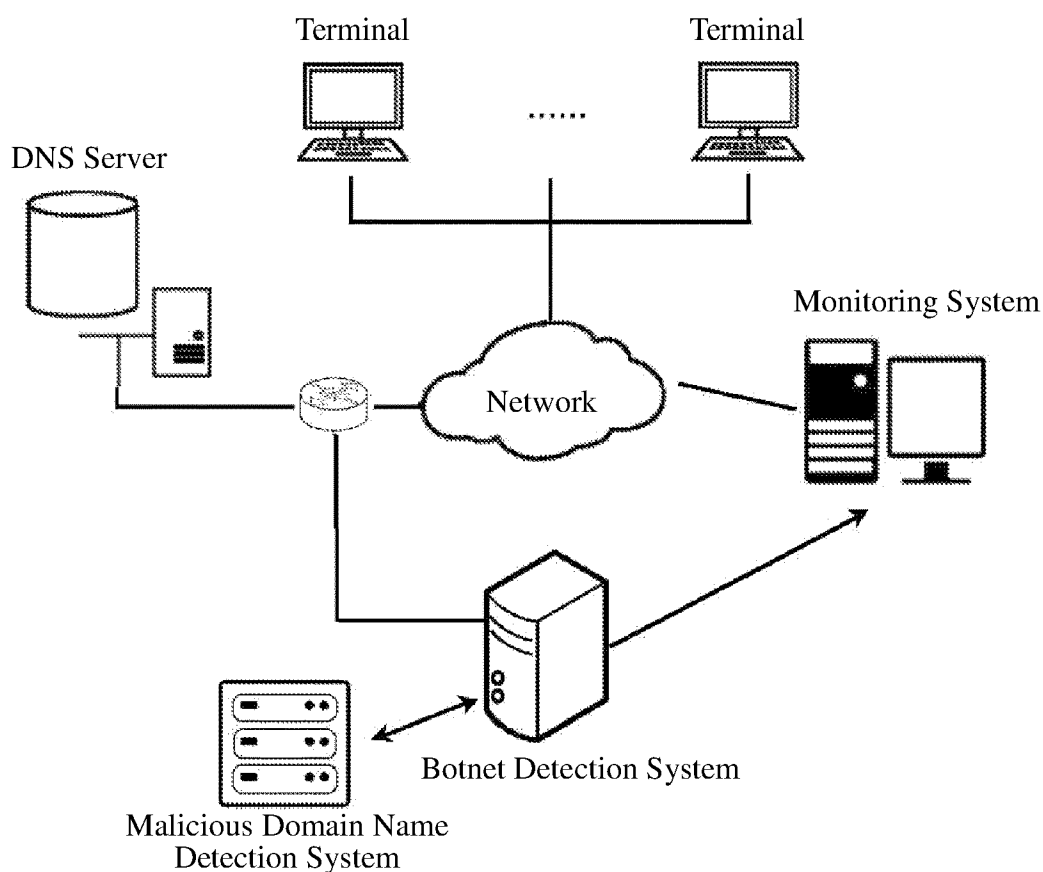 Terminal
Terminal
......
DNS Server
Monitoring System
Network
Botnet Detection System
Malicious Domain Name
Detection System